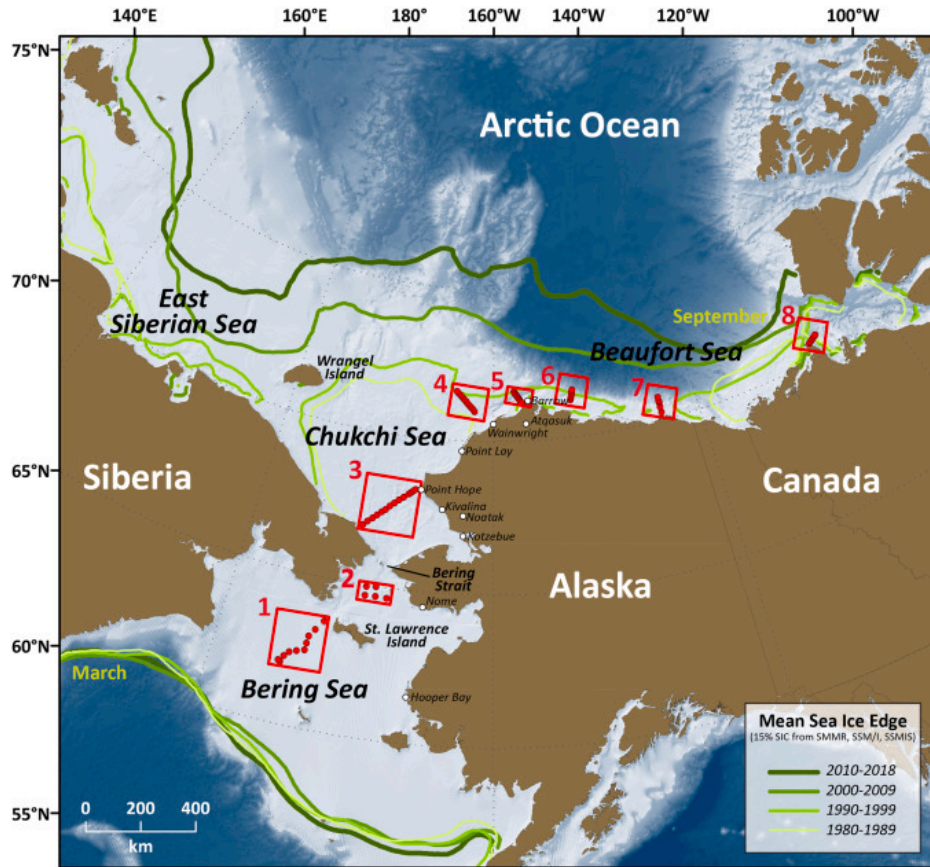 140°E 160°E 180° 160°W 140°W 120°W 100°W
75°N
Arctic Ocean
70°N
East
Siberian Sea
September
8
Beaufort Sea
Wrangel
Island
4
5
6
7
Barrow
Atqasuk
Wainwright
Chukchi Sea
Point Lay
65°N
Siberia
3
Point Hope
Canada
Kivalina
Noatak
Kotzebue
Bering
Strait
2
Alaska
Nome
1
St. Lawrence
Island
60°N
March
Bering Sea
Hooper Bay
Mean Sea Ice Edge
(15% SIC from SMMR, SSM/I, SSMIS)
2010-2018
2000-2009
1990-1999
1980-1989
0 200 400
km
55°N